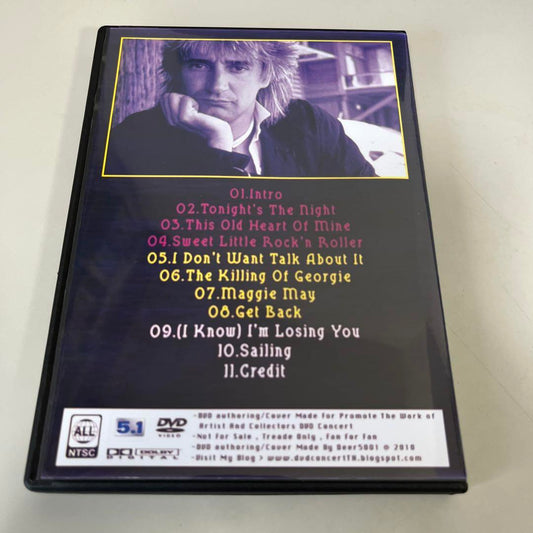 01.Intro
02.Tonight's The Night
03.This Old Heart Of Mine
04.Sweet Little Rock'n Roller
05.I Don't Want Talk About It
06.The Killing Of Georgie
07.Maggie May
08.Get Back
09.(I Know) I'm Losing You
10.Sailing
11.Credit
ALL
NTSC
5.1
DVD
VIDEO
DOLBY
DIGITAL
-DVD authoring/Cover Made For Promote The Work of
Artist And Collectors DVD Concert
-Not For Sale , Treade Only , Fan For Fan
-DVD authoring/Cover Made By Beer5001 © 2010
-Visit My Blog > www.dvdconcertTH.blogspot.com